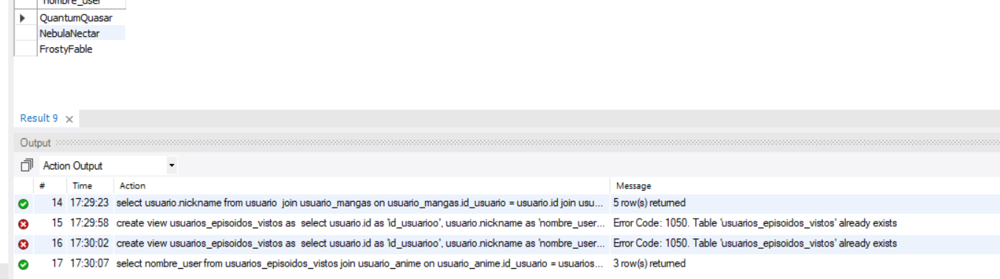 nombre_user
QuantumQuasar
NebulaNectar
FrostyFable
Result 9
Output
Action Output
# Time Action Message
14 17:29:23 select usuario.nickname from usuario join usuario_mangas on usuario_mangas.id_usuario = usuario.id join usu... 5 row(s) returned
15 17:29:58 create view usuarios_episoidos_vistos as select usuario.id as 'id_usuarioo', usuario.nickname as 'nombre_user... Error Code: 1050. Table 'usuarios_episoidos_vistos' already exists
16 17:30:02 create view usuarios_episoidos_vistos as select usuario.id as 'id_usuarioo', usuario.nickname as 'nombre_user... Error Code: 1050. Table 'usuarios_episoidos_vistos' already exists
17 17:30:07 select nombre_user from usuarios_episoidos_vistos join usuario_anime on usuario_anime.id_usuario = usuarios... 3 row(s) returned